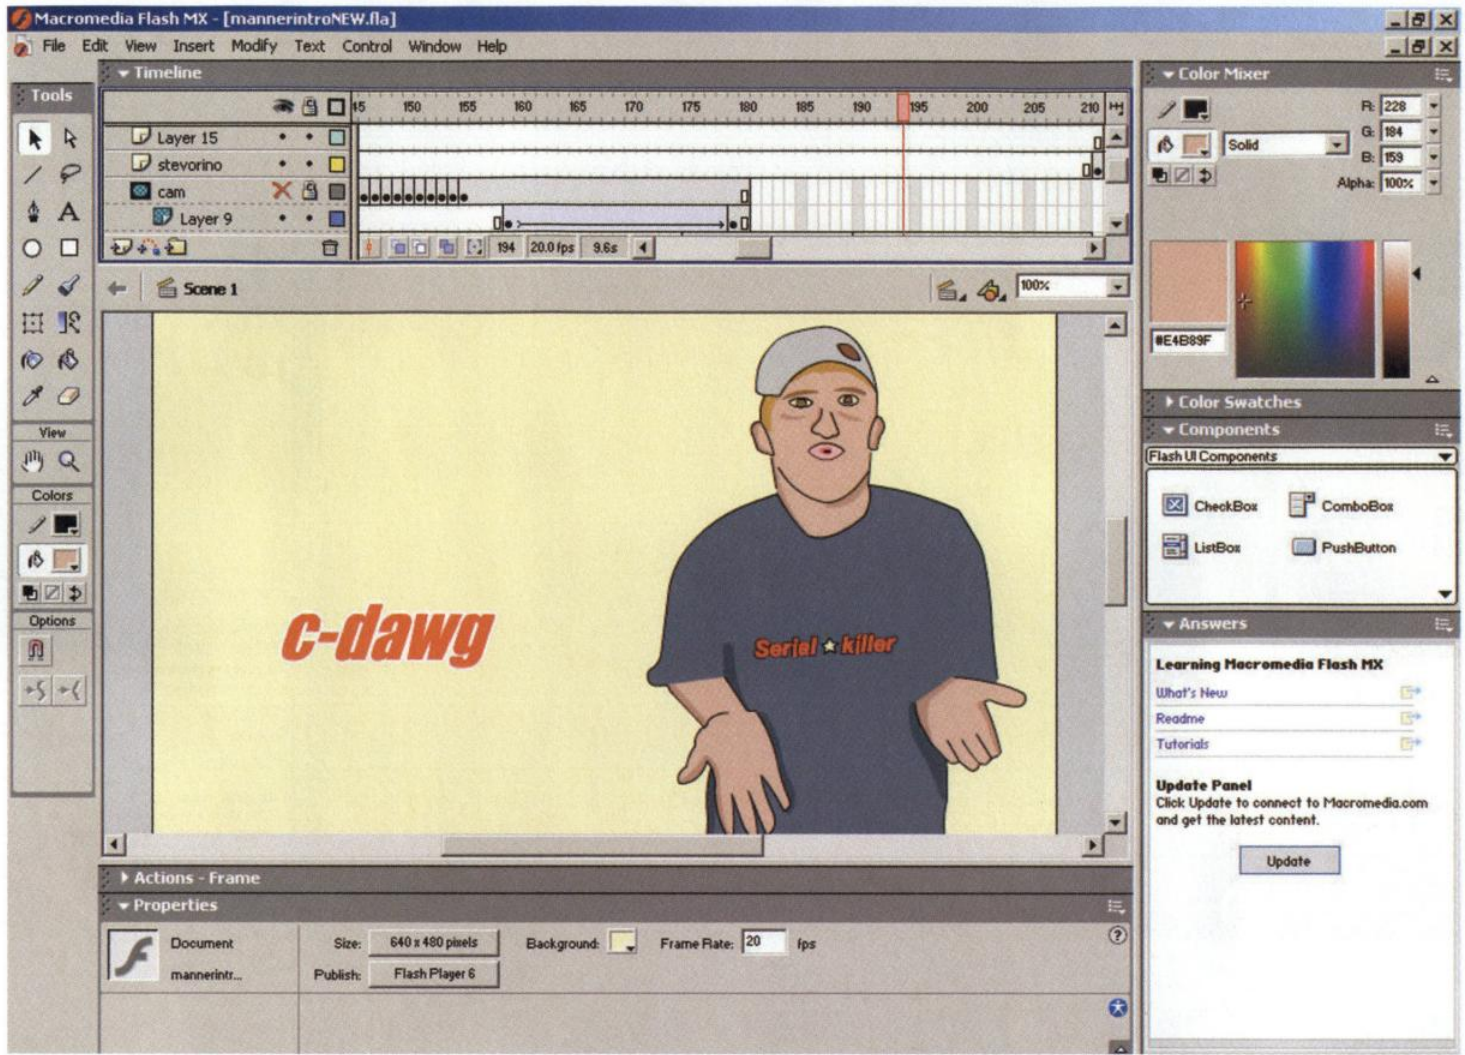 Macromedia Flash MX - [mannerintroNEW.fla]
File Edit View Insert Modify Text Control Window Help
Tools
View
Colors
Options
Timeline
45 150 155 160 165 170 175 180 185 190 195 200 205 210
Layer 15
stevorino
cam
Layer 9
194 20.0 fps 9.6s
Scene 1
100%
c-dawg
Serial killer
Actions - Frame
Properties
Document
mannerintr...
Size: 640 x 480 pixels
Background:
Frame Rate: 20 fps
Publish: Flash Player 6
Color Mixer
R: 228
Solid
G: 184
B: 159
Alpha: 100%
#E4B89F
Color Swatches
Components
Flash UI Components
CheckBox ComboBox
ListBox PushButton
Answers
Learning Macromedia Flash MX
What's New
Readme
Tutorials
Update Panel
Click Update to connect to Macromedia.com
and get the latest content.
Update